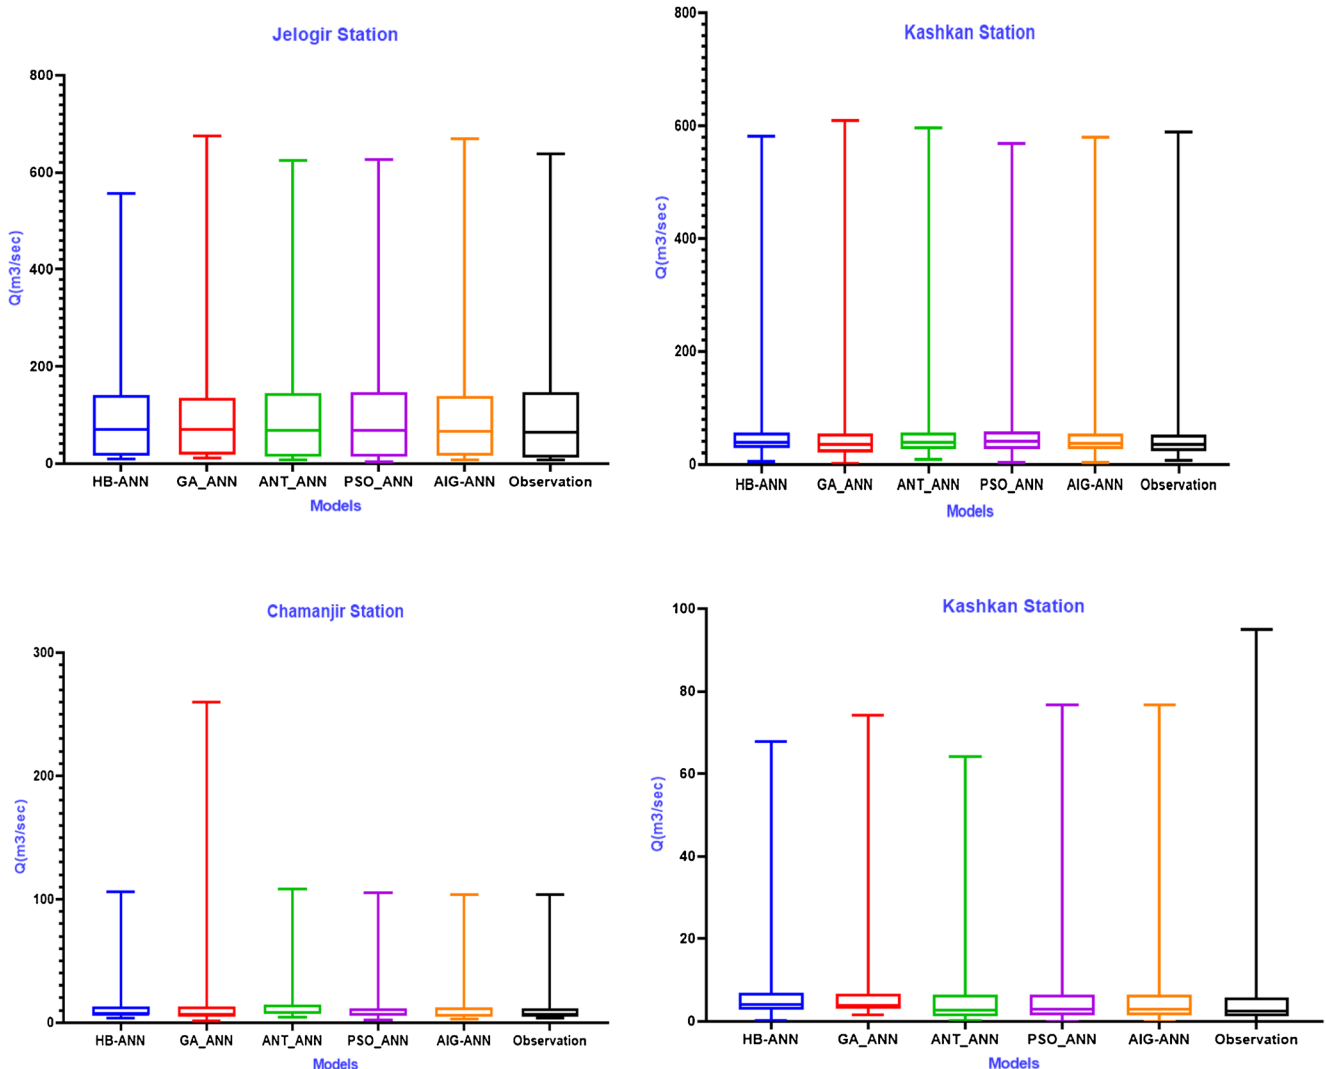 Jelogir Station
800
600
400
200
0
Q(m3/sec)
HB-ANN GA_ANN ANT_ANN PSO_ANN AIG-ANN Observation
Models
Kashkan Station
800
600
400
200
0
Q(m3/sec)
HB-ANN GA_ANN ANT_ANN PSO_ANN AIG-ANN Observation
Models
Chamanjir Station
300
200
100
0
Q(m3/sec)
HB-ANN GA_ANN ANT_ANN PSO_ANN AIG-ANN Observation
Models
Kashkan Station
100
80
60
40
20
0
Q(m3/sec)
HB-ANN GA_ANN ANT_ANN PSO_ANN AIG-ANN Observation
Models